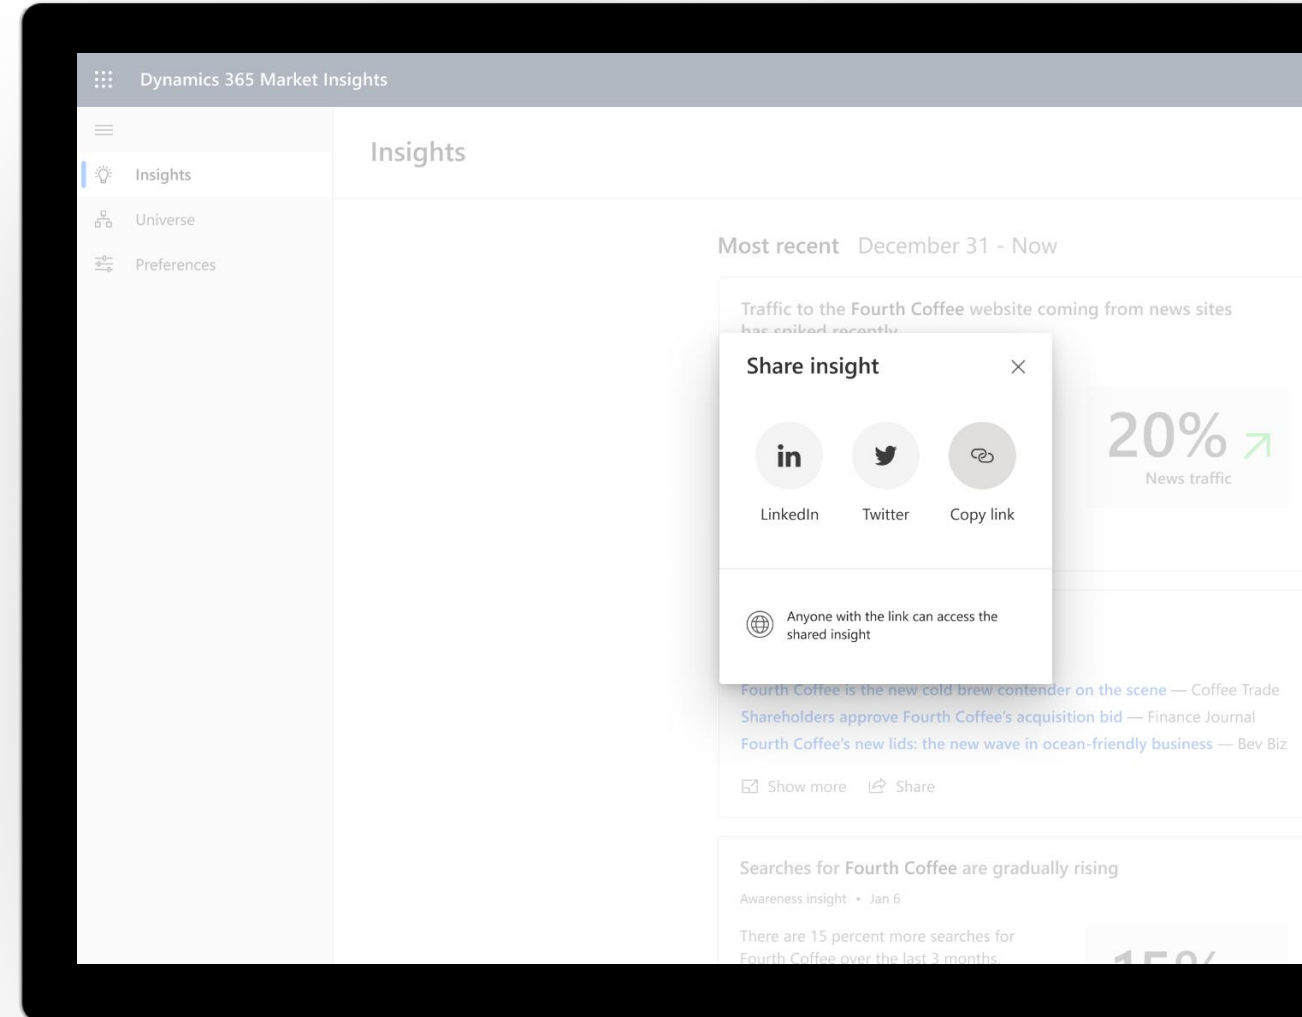 Dynamics 365 Market Insights
Insights
Universe
Preferences
Insights
Most recent December 31 - Now
Traffic to the Fourth Coffee website coming from news sites
has spiked recently
Share insight
in
LinkedIn Twitter Copy link
Anyone with the link can access the
shared insight
20%
News traffic
Fourth Coffee is the new cold brew contender on the scene — Coffee Trade
Shareholders approve Fourth Coffee's acquisition bid — Finance Journal
Fourth Coffee's new lids: the new wave in ocean-friendly business — Bev Biz
Show more Share
Searches for Fourth Coffee are gradually rising
Awareness insight • Jan 6
There are 15 percent more searches for
Fourth Coffee over the last 3 months.
15%